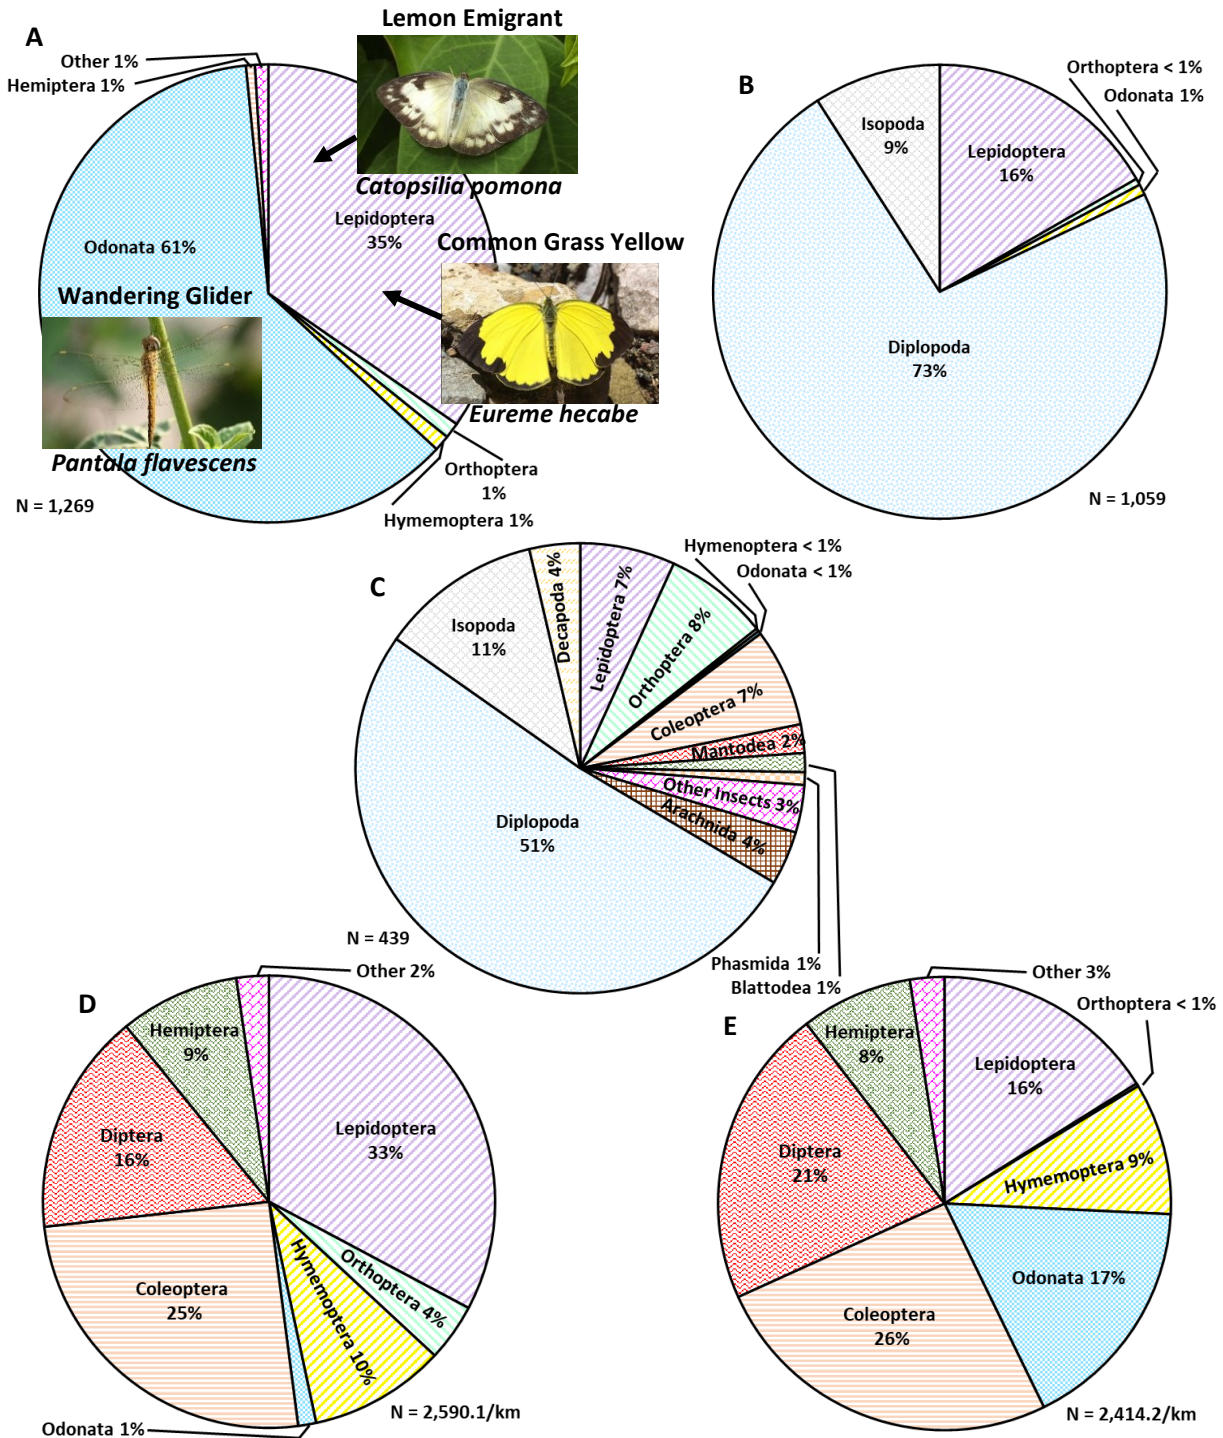 A
Other 1%
Hemiptera 1%
Lemon Emigrant
Catopsilia pomona
Lepidoptera
35%
Common Grass Yellow
Eureme hecabe
Odonata 61%
Wandering Glider
Pantala flavescens
Orthoptera
1%
Hymemoptera 1%
N = 1,269
B
Orthoptera < 1%
Odonata 1%
Isopoda
9%
Lepidoptera
16%
Diplopoda
73%
N = 1,059
C
Hymenoptera < 1%
Odonata < 1%
Decapoda 4%
Lepidoptera 7%
Orthoptera 8%
Isopoda
11%
Coleoptera 7%
Mantodea 2%
Other Insects 3%
Arachnida 4%
Diplopoda
51%
Phasmida 1%
Blattodea 1%
N = 439
D
Other 2%
Hemiptera
9%
Lepidoptera
33%
Diptera
16%
Orthoptera 4%
Hymemoptera 10%
Coleoptera
25%
Odonata 1%
N = 2,590.1/km
E
Other 3%
Orthoptera < 1%
Hemiptera
8%
Lepidoptera
16%
Diptera
21%
Hymemoptera 9%
Odonata 17%
Coleoptera
26%
N = 2,414.2/km